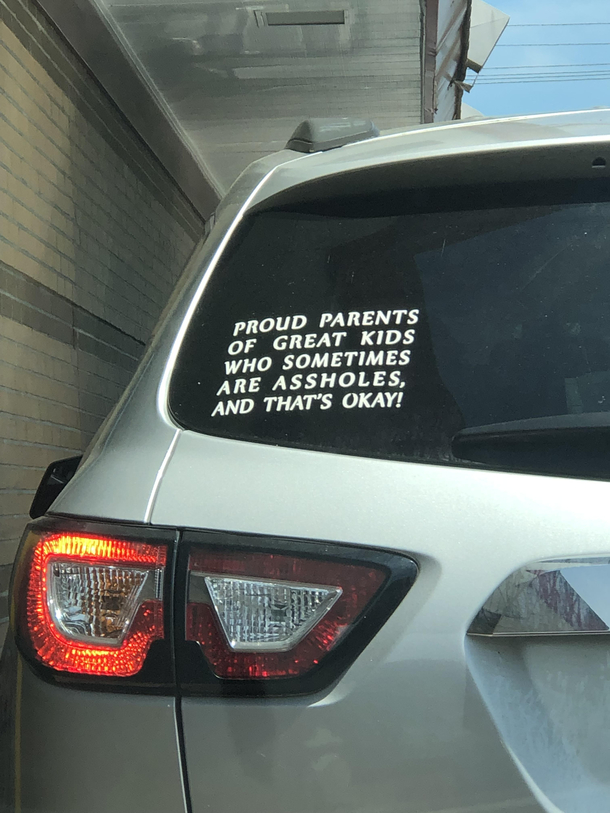 PROUD PARENTS
OF GREAT KIDS
WHO SOMETIMES
ARE ASSHOLES,
AND THAT'S OKAY!